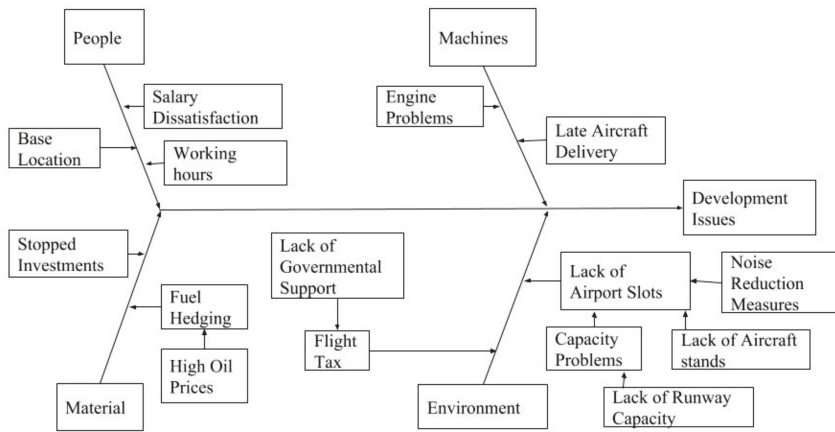 People
Machines
Salary
Dissatisfaction
Engine
Problems
Base
Location
Working
hours
Late Aircraft
Delivery
Development
Issues
Stopped
Investments
Lack of
Governmental
Support
Lack of
Airport Slots
Noise
Reduction
Measures
Fuel
Hedging
Flight
Tax
Capacity
Problems
Lack of Aircraft
stands
High Oil
Prices
Material
Environment
Lack of Runway
Capacity